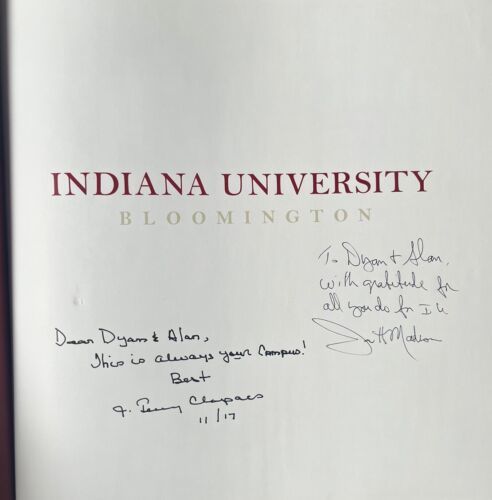 INDIANA UNIVERSITY
BLOOMINGTON
To Dyan + Alan,
with gratitude for
all you do for IU
Dear Dyan & Alan,
This is always your Campus!
Best
J. Terry Clapacs
11/17